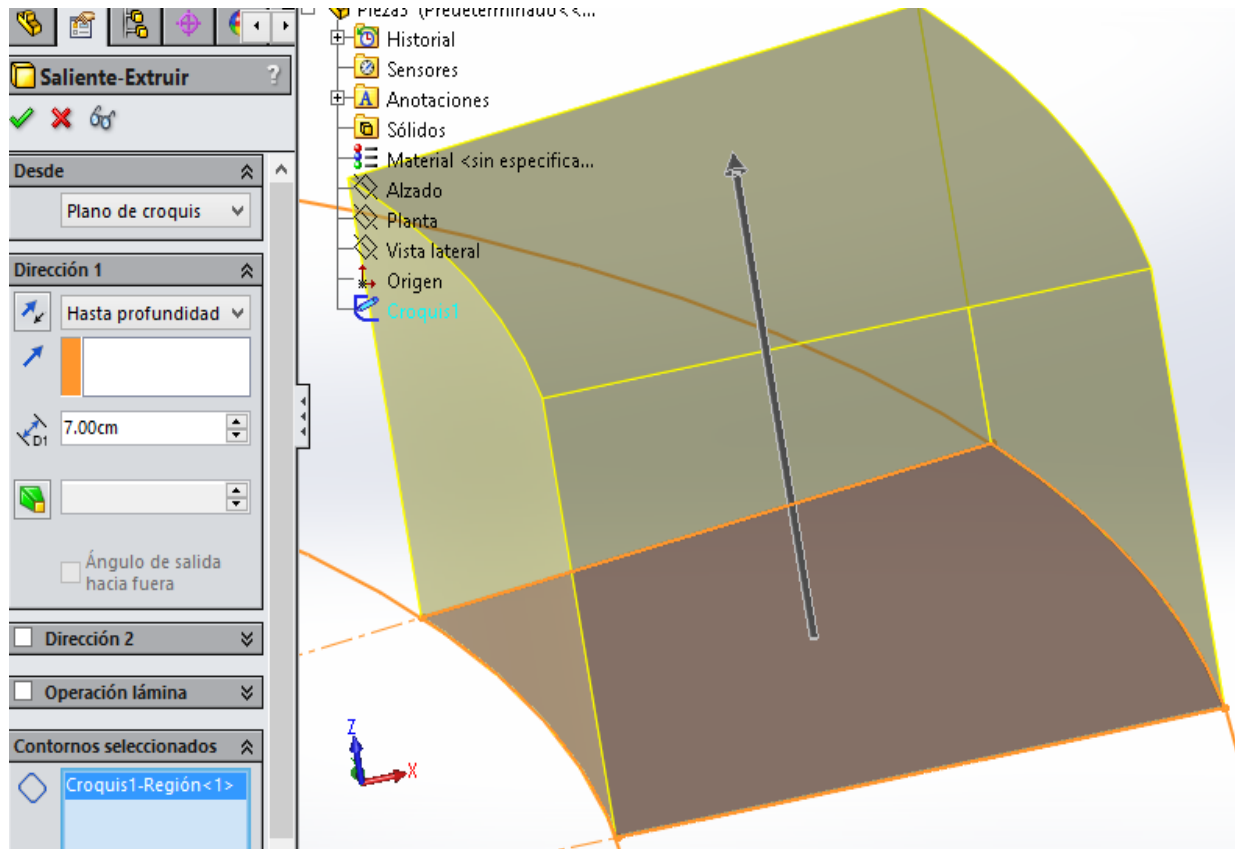 Saliente-Extruir ?
Desde
Plano de croquis
Dirección 1
Hasta profundidad
D1
7.00cm
Ángulo de salida
hacia fuera
Dirección 2
Operación lámina
Contornos seleccionados
Croquis1-Región<1>
Pieza3 (Predeterminado<<...
Historial
Sensores
A Anotaciones
Sólidos
Material <sin especifica...
Alzado
Planta
Vista lateral
Origen
Croquis1
Z
X